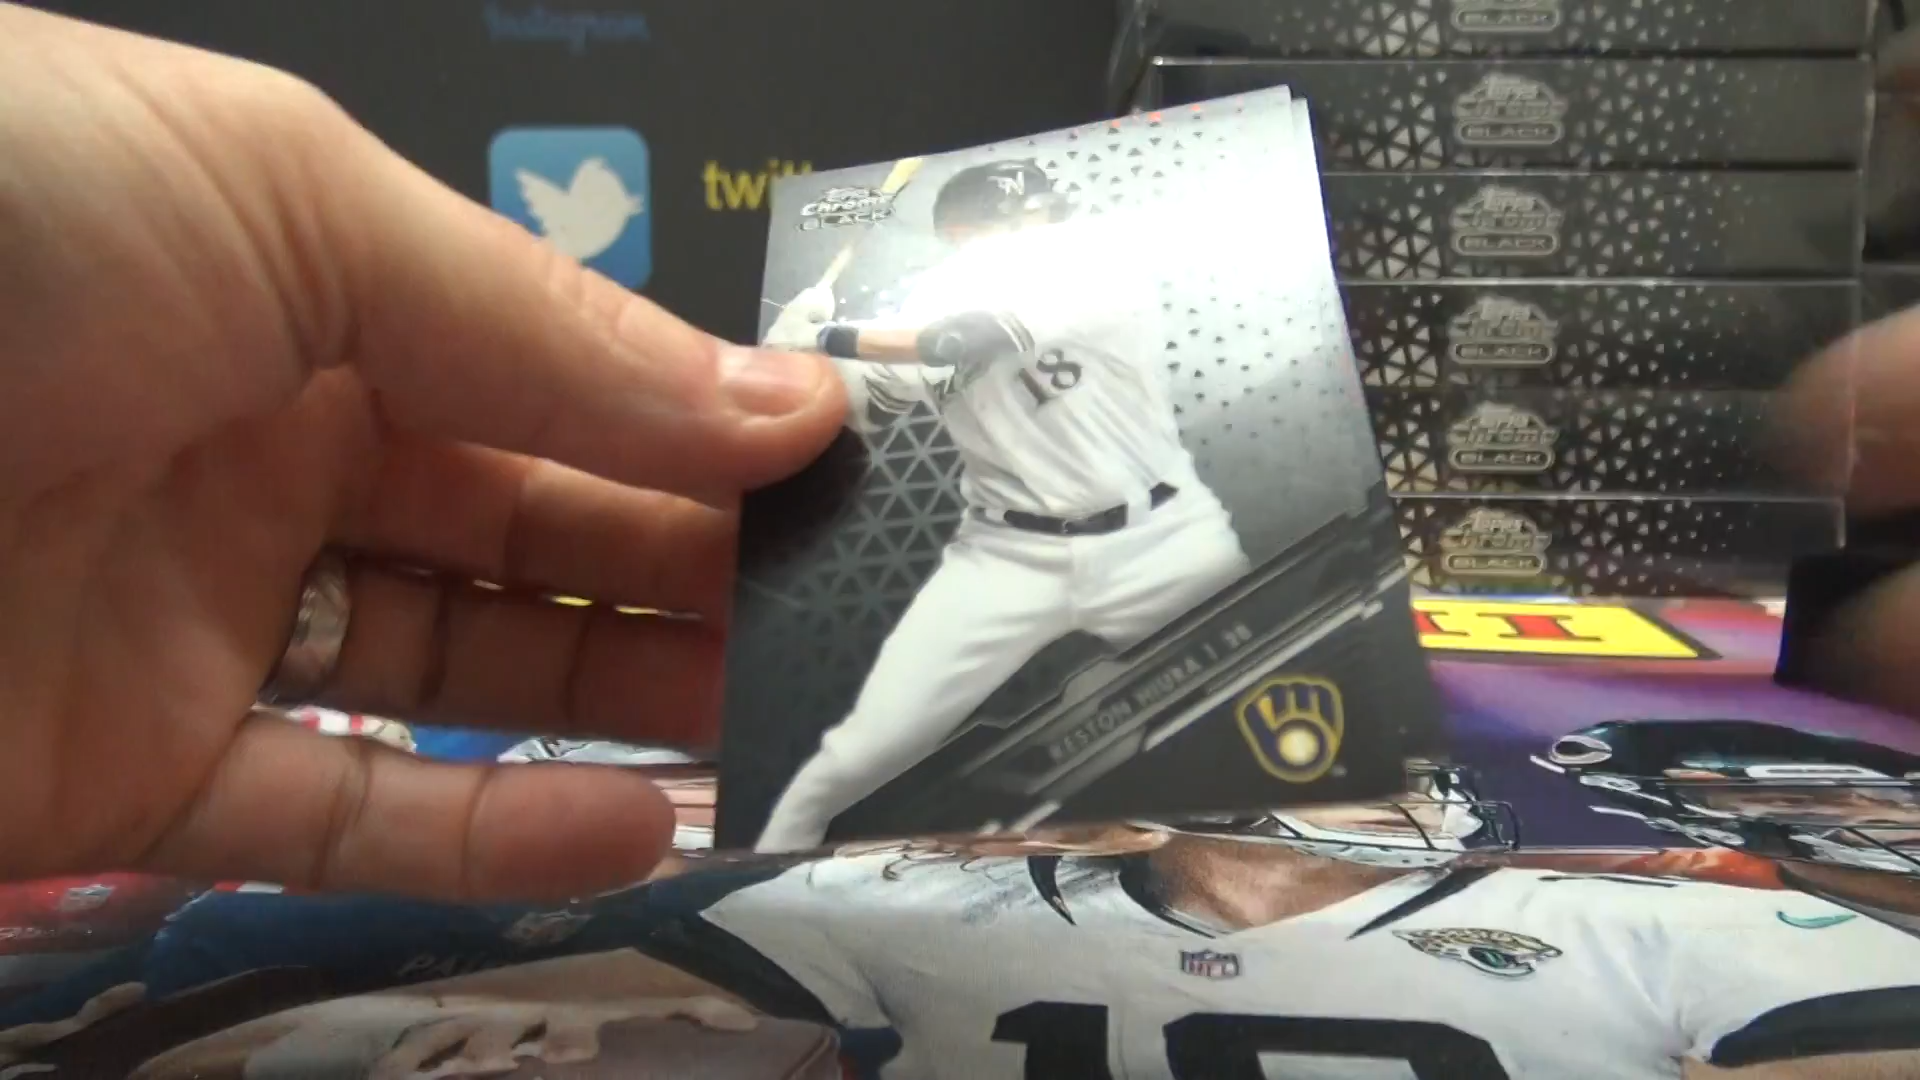 Instagram
twitt
Topps
Chrome
BLACK
18
KESTON HIURA | 2B
Topps
Chrome
BLACK
Topps
Chrome
BLACK
Topps
Chrome
BLACK
Topps
Chrome
BLACK
Topps
Chrome
BLACK
NFL